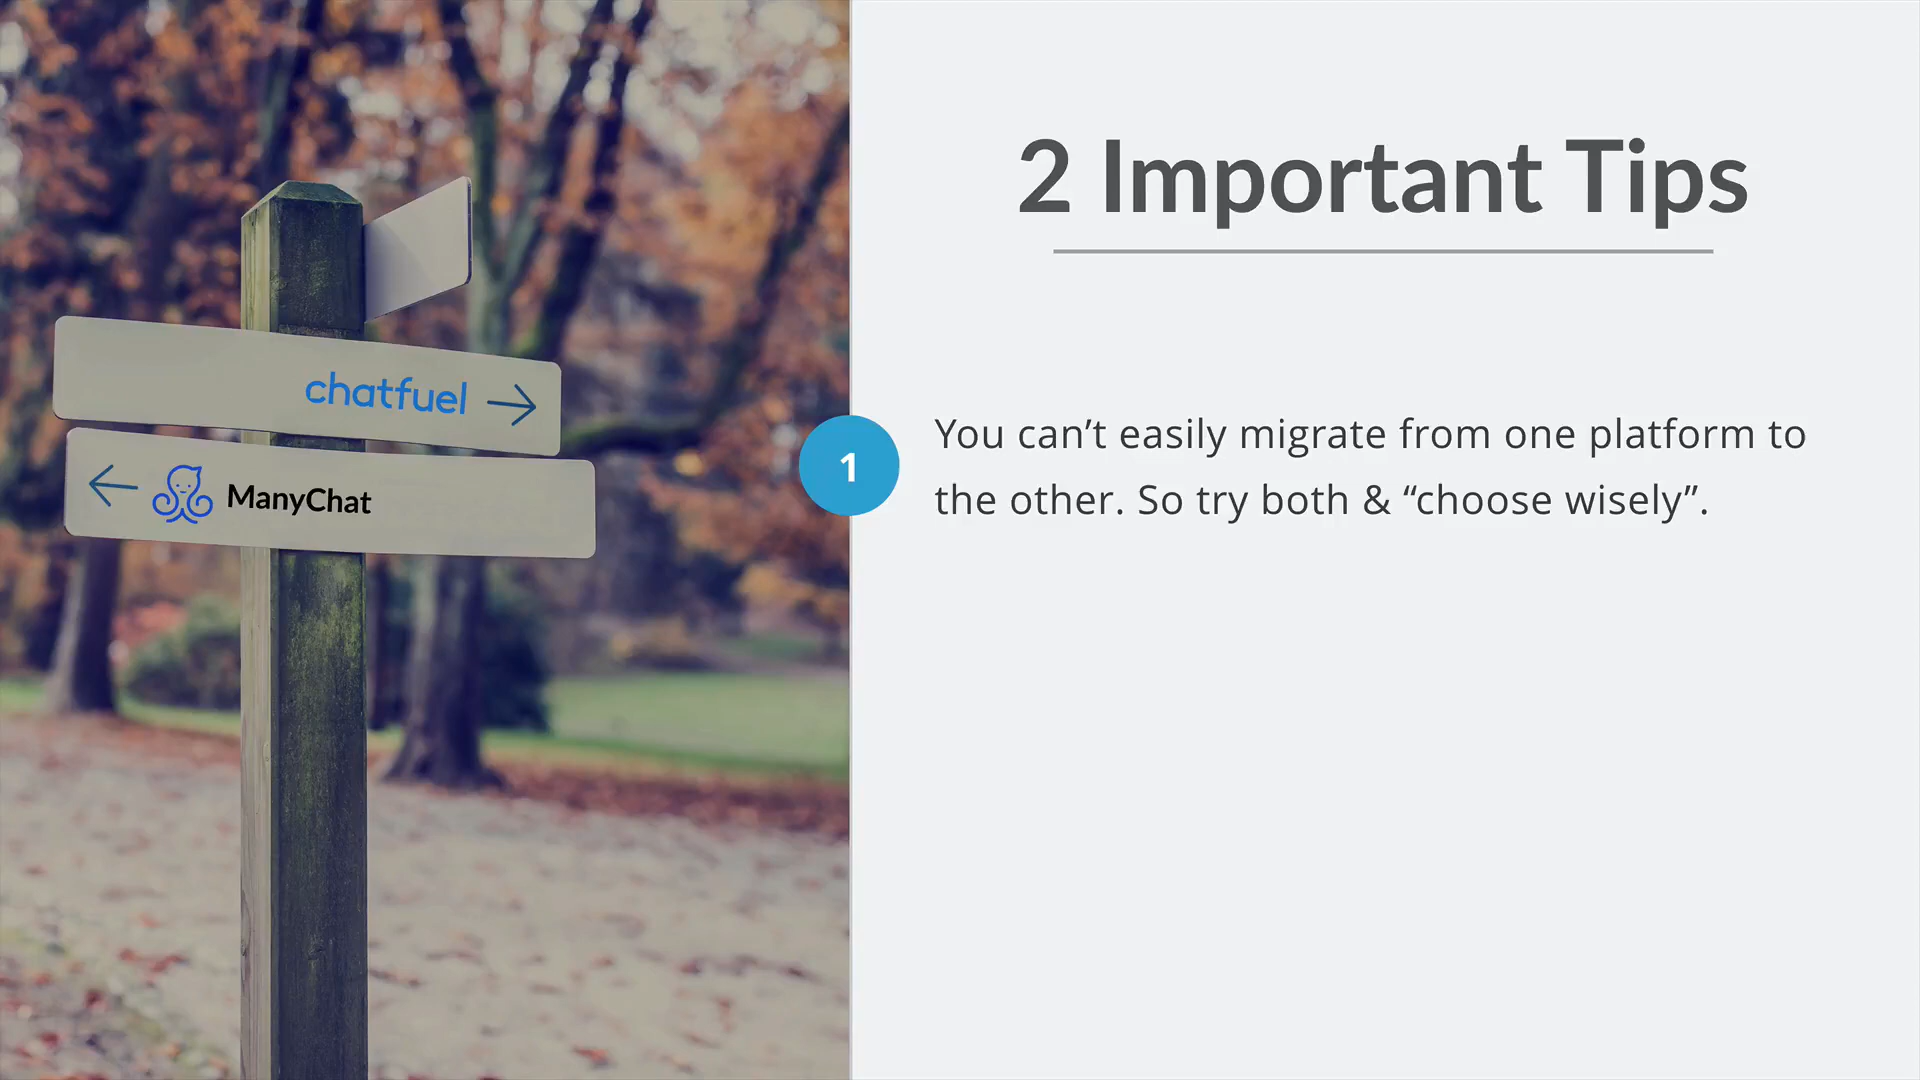 2 Important Tips
chatfuel
ManyChat
1
You can’t easily migrate from one platform to
the other. So try both & “choose wisely”.